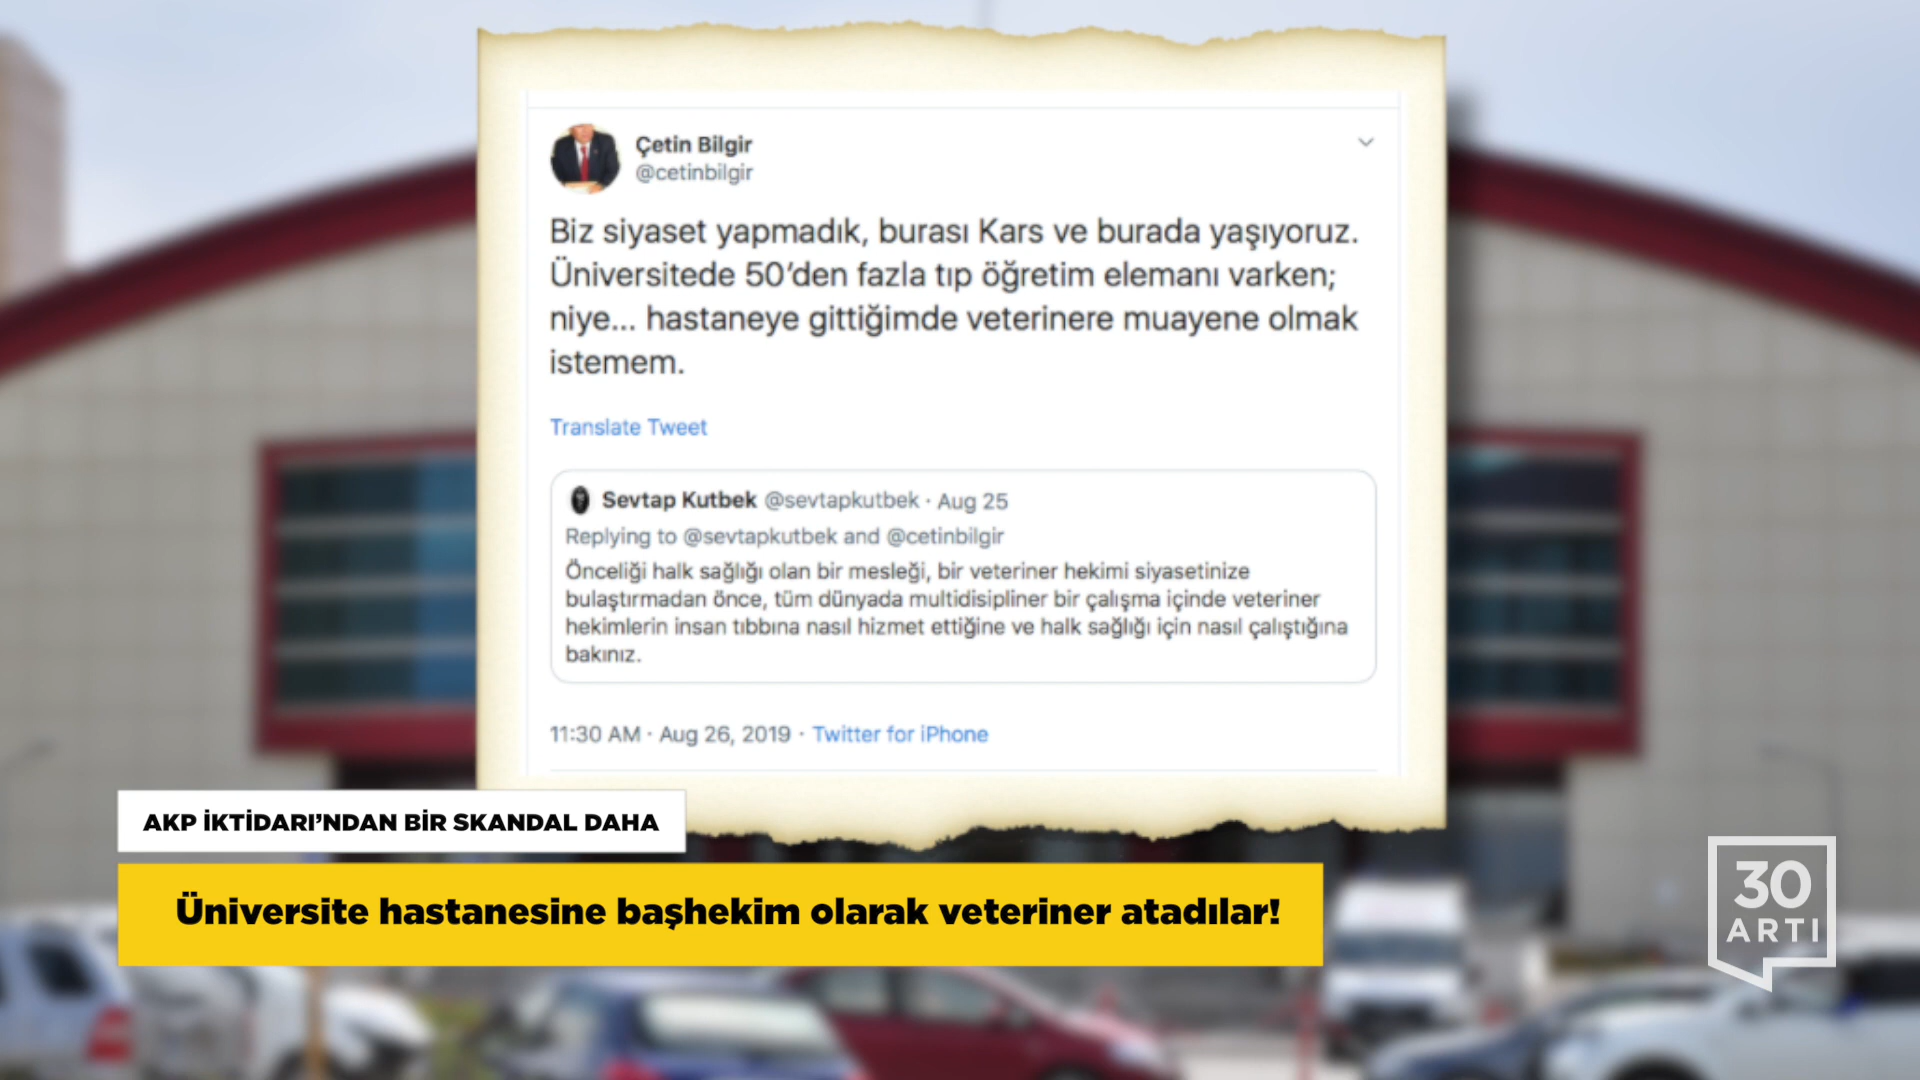 Çetin Bilgir
@cetinbilgir
Biz siyaset yapmadık, burası Kars ve burada yaşıyoruz.
Üniversitede 50’den fazla tıp öğretim elemanı varken;
niye... hastaneye gittiğimde veterinere muayene olmak
istemem.
Translate Tweet
Sevtap Kutbek @sevtapkutbek · Aug 25
Replying to @sevtapkutbek and @cetinbilgir
Önceliği halk sağlığı olan bir mesleği, bir veteriner hekimi siyasetinize
bulaştırmadan önce, tüm dünyada multidisipliner bir çalışma içinde veteriner
hekimlerin insan tıbbına nasıl hizmet ettiğine ve halk sağlığı için nasıl çalıştığına
bakınız.
11:30 AM · Aug 26, 2019 · Twitter for iPhone
AKP İKTİDARI’NDAN BİR SKANDAL DAHA
Üniversite hastanesine başhekim olarak veteriner atadılar!
30
ARTI